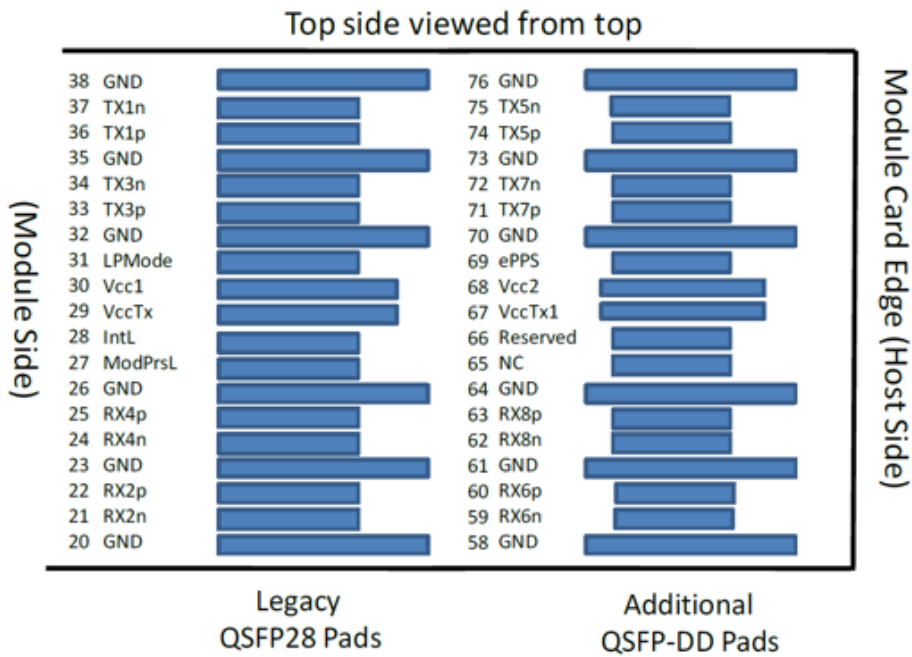 Top side viewed from top
38 GND 76 GND
37 TX1n 75 TX5n
36 TX1p 74 TX5p
35 GND 73 GND
34 TX3n 72 TX7n
33 TX3p 71 TX7p
32 GND 70 GND
31 LPMode 69 ePPS
30 Vcc1 68 Vcc2
29 VccTx 67 VccTx1
28 IntL 66 Reserved
27 ModPrsL 65 NC
26 GND 64 GND
25 RX4p 63 RX8p
24 RX4n 62 RX8n
23 GND 61 GND
22 RX2p 60 RX6p
21 RX2n 59 RX6n
20 GND 58 GND
(Module Side)
Module Card Edge (Host Side)
Legacy
QSFP28 Pads
Additional
QSFP-DD Pads